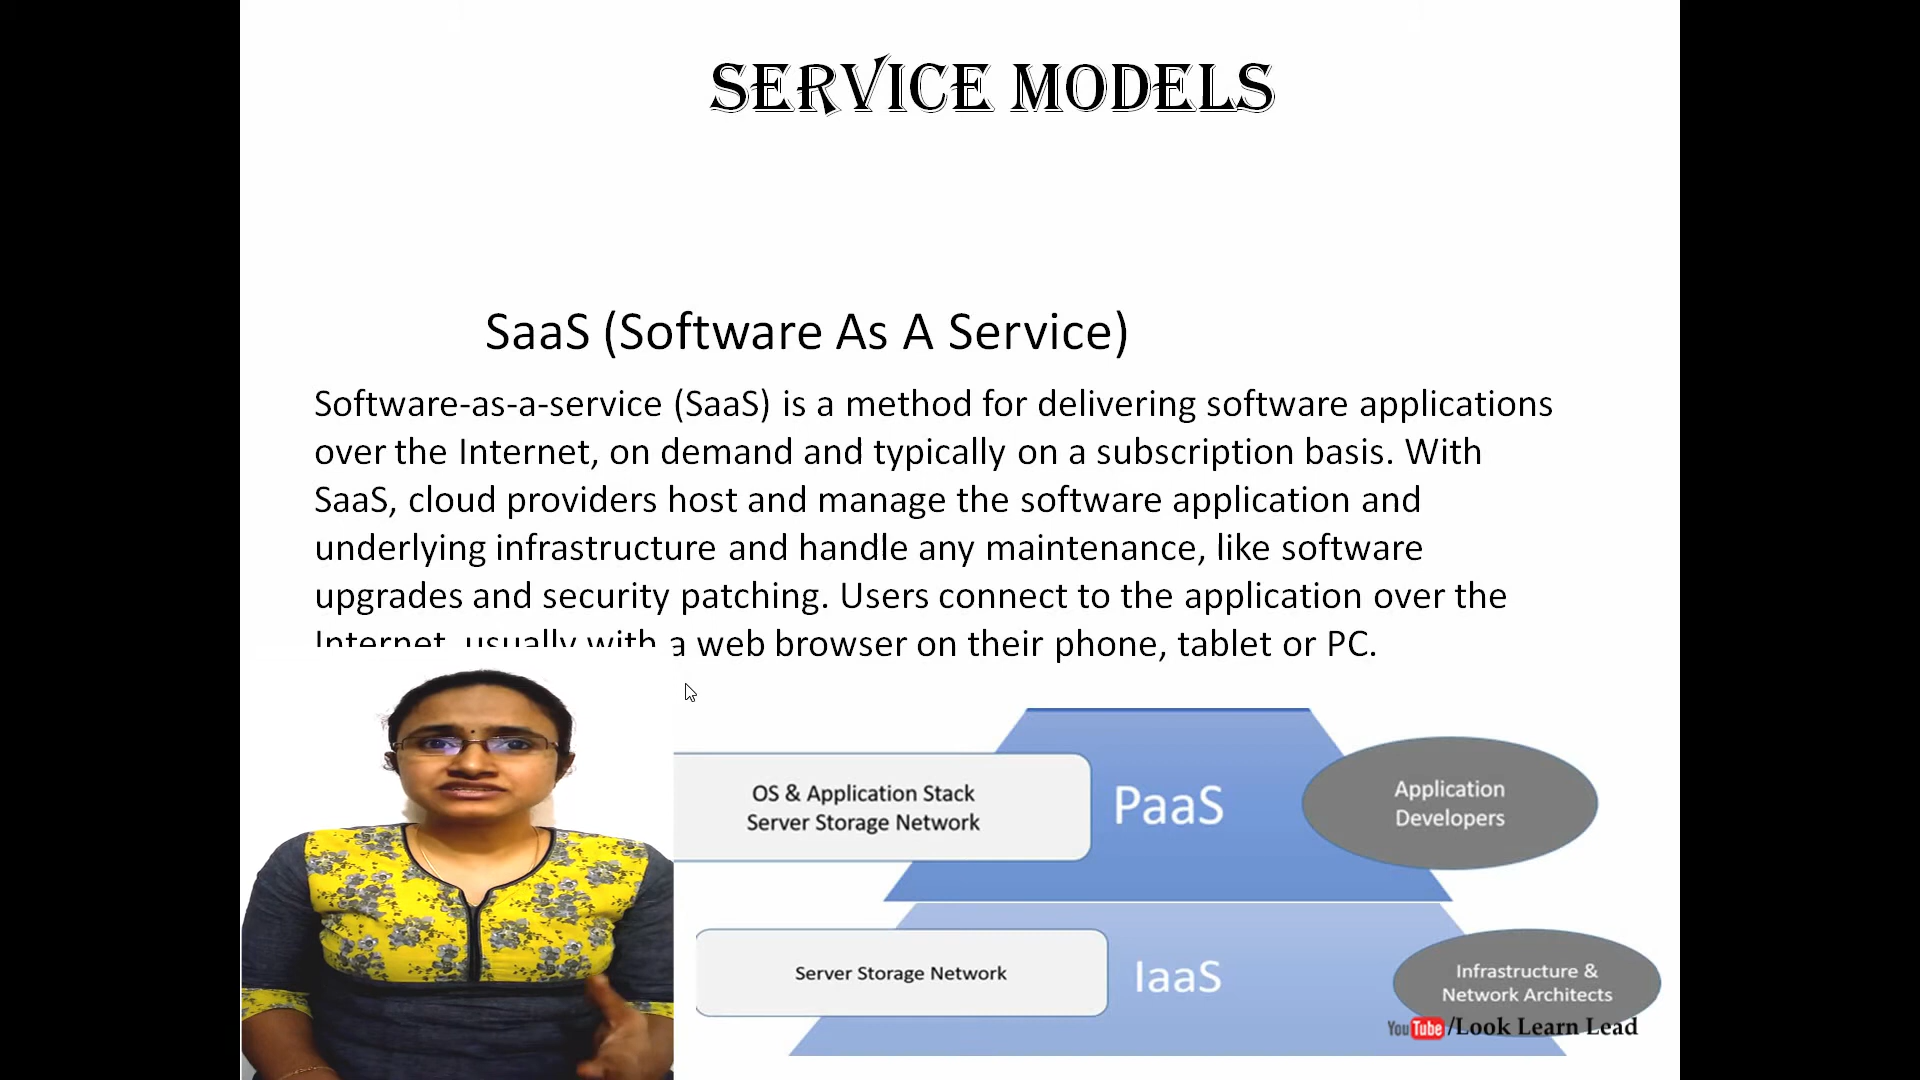 SERVICE MODELS
SaaS (Software As A Service)
Software-as-a-service (SaaS) is a method for delivering software applications
over the Internet, on demand and typically on a subscription basis. With
SaaS, cloud providers host and manage the software application and
underlying infrastructure and handle any maintenance, like software
upgrades and security patching. Users connect to the application over the
Internet, usually with a web browser on their phone, tablet or PC.
OS & Application Stack
Server Storage Network
PaaS
Application
Developers
Server Storage Network
IaaS
Infrastructure &
Network Architects
YouTube/Look Learn Lead